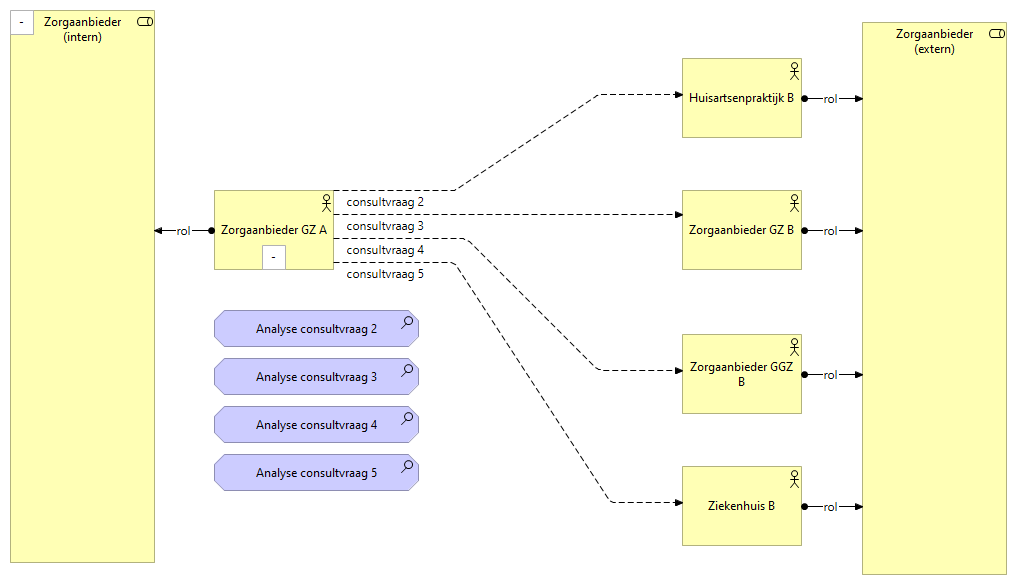 -
Zorgaanbieder
(intern)
Zorgaanbieder
(extern)
Huisartsenpraktijk B
rol
consultvraag 2
consultvraag 3
consultvraag 4
consultvraag 5
rol
Zorgaanbieder GZ A
-
Zorgaanbieder GZ B
rol
Analyse consultvraag 2
Analyse consultvraag 3
Analyse consultvraag 4
Analyse consultvraag 5
Zorgaanbieder GGZ
B
rol
Ziekenhuis B
rol